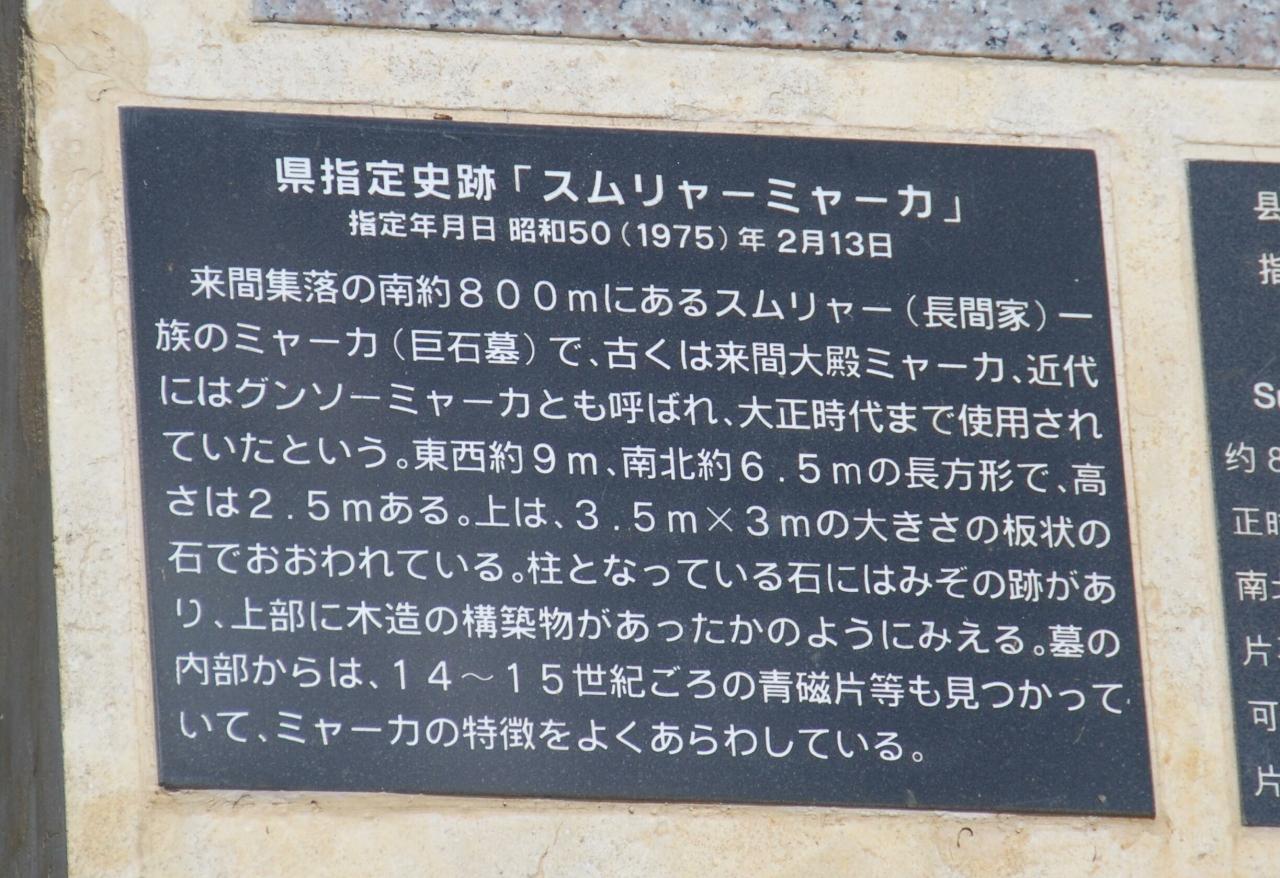 県指定史跡「スムリャーミャーカ」
指定年月日 昭和50（1975）年 2月13日
来間集落の南約８００ｍにあるスムリャー（長間家）一
族のミャーカ（巨石墓）で、古くは来間大殿ミャーカ、近代
にはグンソーミャーカとも呼ばれ、大正時代まで使用され
ていたという。東西約９ｍ、南北約６．５ｍの長方形で、高
さは２．５ｍある。上は、３．５ｍ×３ｍの大きさの板状の
石でおおわれている。柱となっている石にはみぞの跡があ
り、上部に木造の構築物があったかのようにみえる。墓の
内部からは、１４～１５世紀ごろの青磁片等も見つかって
いて、ミャーカの特徴をよくあらわしている。
县
指
约８
正
南
片
可
片